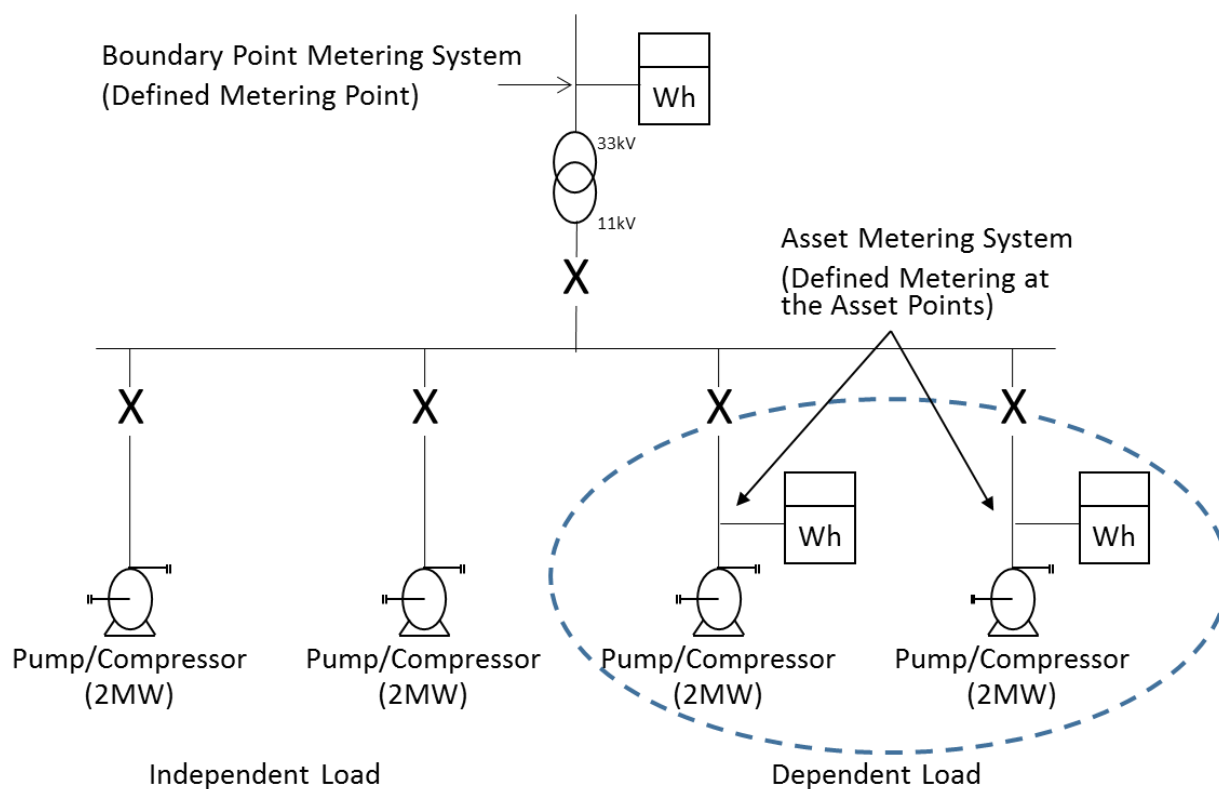 Boundary Point Metering System
(Defined Metering Point)
Wh
33kV
11kV
X
Asset Metering System
(Defined Metering at
the Asset Points)
X
X
X
X
Wh
Wh
Pump/Compressor
(2MW)
Pump/Compressor
(2MW)
Pump/Compressor
(2MW)
Pump/Compressor
(2MW)
Independent Load
Dependent Load